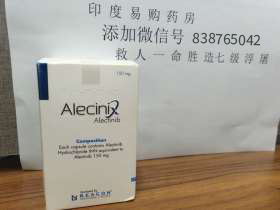 印度易购药房
添加微信号 838765042
救人一命胜造七级浮屠
150 mg
Alecinix
Alectinib
Composition
Each capsule contains Alectinib
Hydrochloride INN equivalent to
Alectinib 150 mg
BEACON